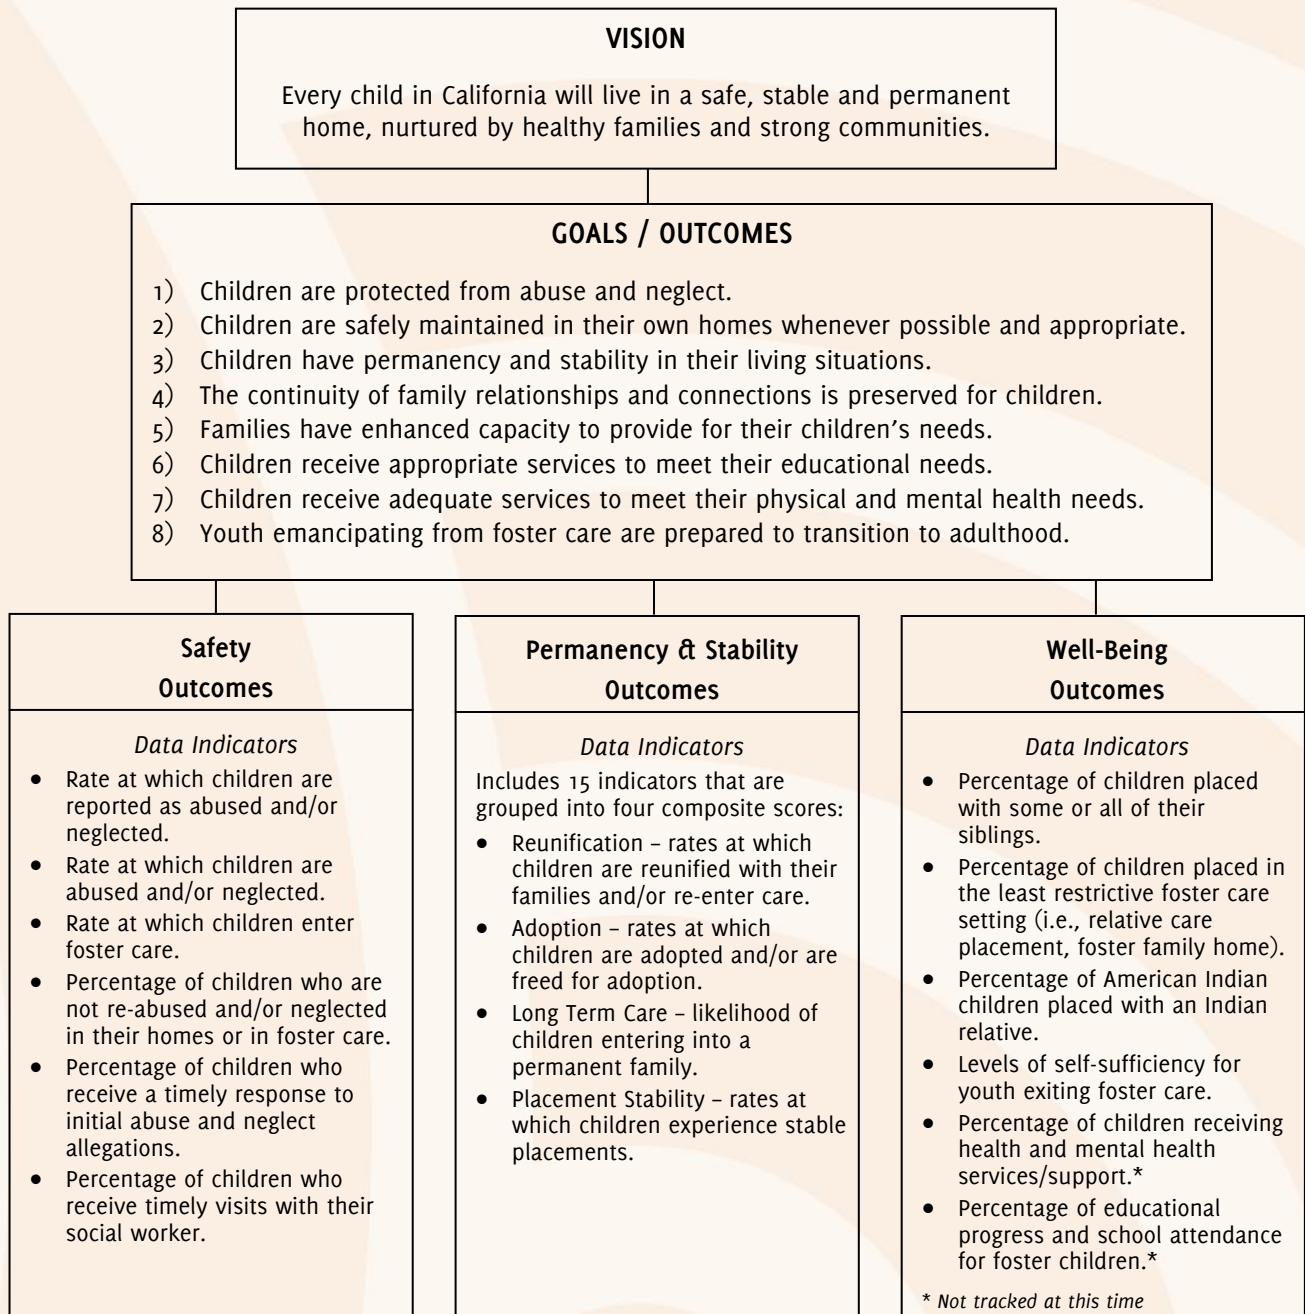 VISION
Every child in California will live in a safe, stable and permanent
home, nurtured by healthy families and strong communities.
GOALS / OUTCOMES
1) Children are protected from abuse and neglect.
2) Children are safely maintained in their own homes whenever possible and appropriate.
3) Children have permanency and stability in their living situations.
4) The continuity of family relationships and connections is preserved for children.
5) Families have enhanced capacity to provide for their children's needs.
6) Children receive appropriate services to meet their educational needs.
7) Children receive adequate services to meet their physical and mental health needs.
8) Youth emancipating from foster care are prepared to transition to adulthood.
Safety
Outcomes
Data Indicators
• Rate at which children are
reported as abused and/or
neglected.
• Rate at which children are
abused and/or neglected.
• Rate at which children enter
foster care.
• Percentage of children who are
not re-abused and/or neglected
in their homes or in foster care.
• Percentage of children who
receive a timely response to
initial abuse and neglect
allegations.
• Percentage of children who
receive timely visits with their
social worker.
Permanency & Stability
Outcomes
Data Indicators
Includes 15 indicators that are
grouped into four composite scores:
• Reunification – rates at which
children are reunified with their
families and/or re-enter care.
• Adoption – rates at which
children are adopted and/or are
freed for adoption.
• Long Term Care – likelihood of
children entering into a
permanent family.
• Placement Stability – rates at
which children experience stable
placements.
Well-Being
Outcomes
Data Indicators
• Percentage of children placed
with some or all of their
siblings.
• Percentage of children placed in
the least restrictive foster care
setting (i.e., relative care
placement, foster family home).
• Percentage of American Indian
children placed with an Indian
relative.
• Levels of self-sufficiency for
youth exiting foster care.
• Percentage of children receiving
health and mental health
services/support.*
• Percentage of educational
progress and school attendance
for foster children.*
* Not tracked at this time